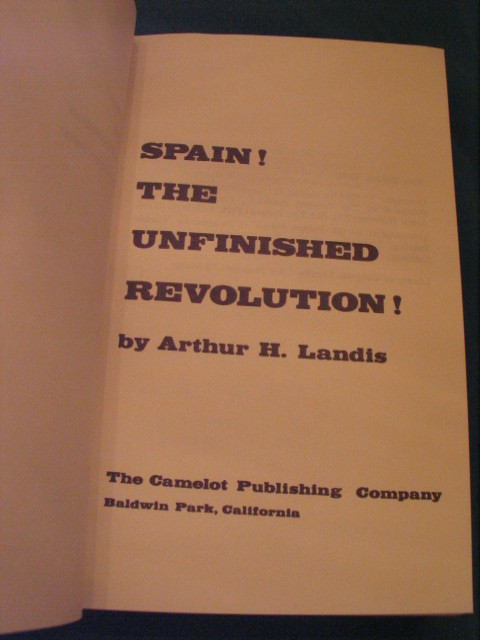 SPAIN!
THE
UNFINISHED
REVOLUTION!
by Arthur H. Landis
The Camelot Publishing Company
Baldwin Park, California